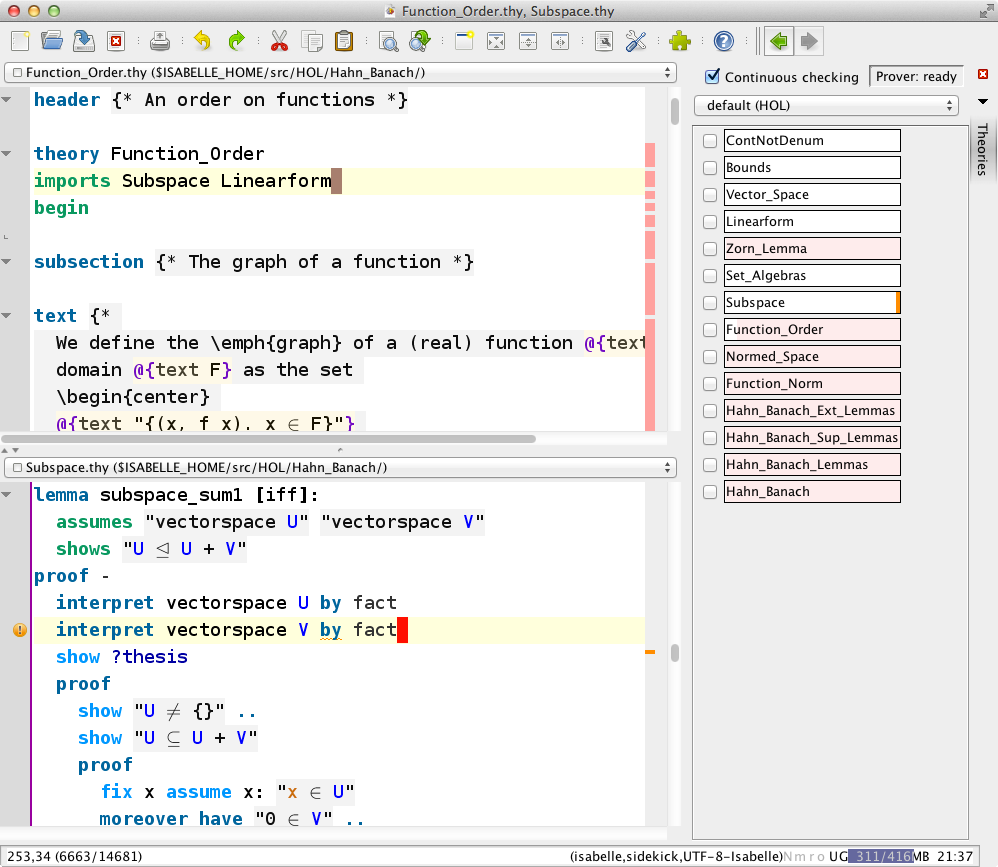 Function_Order.thy, Subspace.thy
Function_Order.thy ($ISABELLE_HOME/src/HOL/Hahn_Banach/)
header {* An order on functions *}
theory Function_Order
imports Subspace Linearform
begin
subsection {* The graph of a function *}
text {*
We define the \emph{graph} of a (real) function @{text
domain @{text F} as the set
\begin{center}
@{text "{(x, f x). x ∈ F}"}
Subspace.thy ($ISABELLE_HOME/src/HOL/Hahn_Banach/)
lemma subspace_sum1 [iff]:
assumes "vectorspace U" "vectorspace V"
shows "U ⊴ U + V"
proof -
interpret vectorspace U by fact
interpret vectorspace V by fact
show ?thesis
proof
show "U ≠ {}" ..
show "U ⊆ U + V"
proof
fix x assume x: "x ∈ U"
moreover have "0 ∈ V" ..
Continuous checking
Prover: ready
default (HOL)
Theories
ContNotDenum
Bounds
Vector_Space
Linearform
Zorn_Lemma
Set_Algebras
Subspace
Function_Order
Normed_Space
Function_Norm
Hahn_Banach_Ext_Lemmas
Hahn_Banach_Sup_Lemmas
Hahn_Banach_Lemmas
Hahn_Banach
253,34 (6663/14681)
(isabelle,sidekick,UTF-8-Isabelle)N m r o UG 311/416MB 21:37